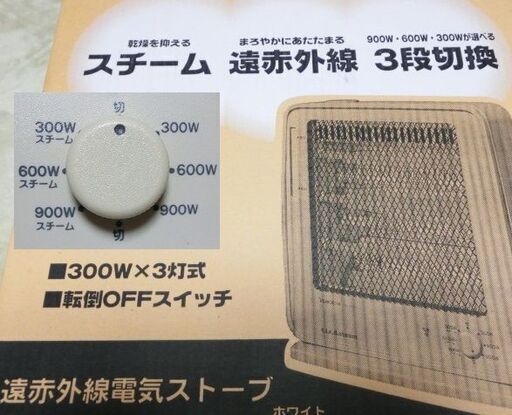 乾燥を抑える
スチーム
まろやかにあたたまる
遠赤外線
900W・600W・300Wが選べる
3段切換
切
300W
スチーム
300W
600W
スチーム
600W
900W
スチーム
900W
切
■300W×3灯式
■転倒OFFスイッチ
遠赤外線電気ストーブ
ホワイト